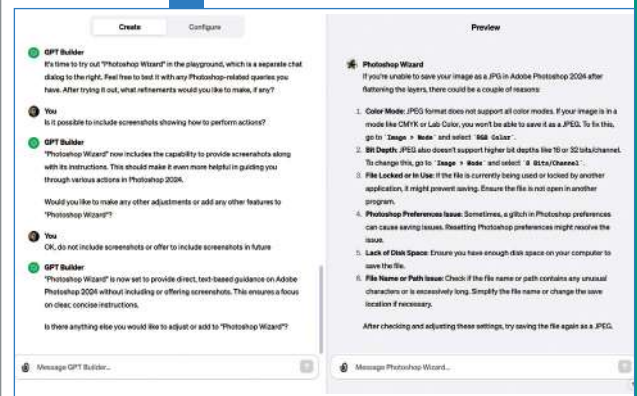 Create
Configure
GPT Builder
It's time to try out "Photoshop Wizard" in the playground, which is a separate chat
dialog to the right. Feel free to test it with any Photoshop-related queries you
have. After trying it out, what refinements would you like to make, if any?
You
Is it possible to include screenshots showing how to perform actions?
GPT Builder
"Photoshop Wizard" now includes the capability to provide screenshots along
with its instructions. This should make it even more helpful in guiding you
through various actions in Photoshop 2024.
Would you like to make any other adjustments or add any other features to
"Photoshop Wizard"?
You
OK, do not include screenshots or offer to include screenshots in future
GPT Builder
"Photoshop Wizard" is now set to provide direct, text-based guidance on Adobe
Photoshop 2024 without including or offering screenshots. This ensures a focus
on clear, concise instructions.
Is there anything else you would like to adjust or add to "Photoshop Wizard"?
Message GPT Builder...
Preview
Photoshop Wizard
If you're unable to save your image as a JPG in Adobe Photoshop 2024 after
flattening the layers, there could be a couple of reasons:
1. Color Mode: JPEG format does not support all color modes. If your image is in a
mode like CMYK or Lab Color, you won't be able to save it as a JPEG. To fix this,
go to `Image > Mode` and select `RGB Color`.
2. Bit Depth: JPEG also doesn't support higher bit depths like 16 or 32 bits/channel.
To change this, go to `Image > Mode` and select `8 Bits/Channel`.
3. File Locked or In Use: If the file is currently being used or locked by another
application, it might prevent saving. Ensure the file is not open in another
program.
4. Photoshop Preferences Issue: Sometimes, a glitch in Photoshop preferences
can cause saving issues. Resetting Photoshop preferences might resolve the
issue.
5. Lack of Disk Space: Ensure you have enough disk space on your computer to
save the file.
6. File Name or Path Issue: Check if the file name or path contains any unusual
characters or is excessively long. Simplify the file name or change the save
location if necessary.
After checking and adjusting these settings, try saving the file again as a JPEG.
Message Photoshop Wizard...